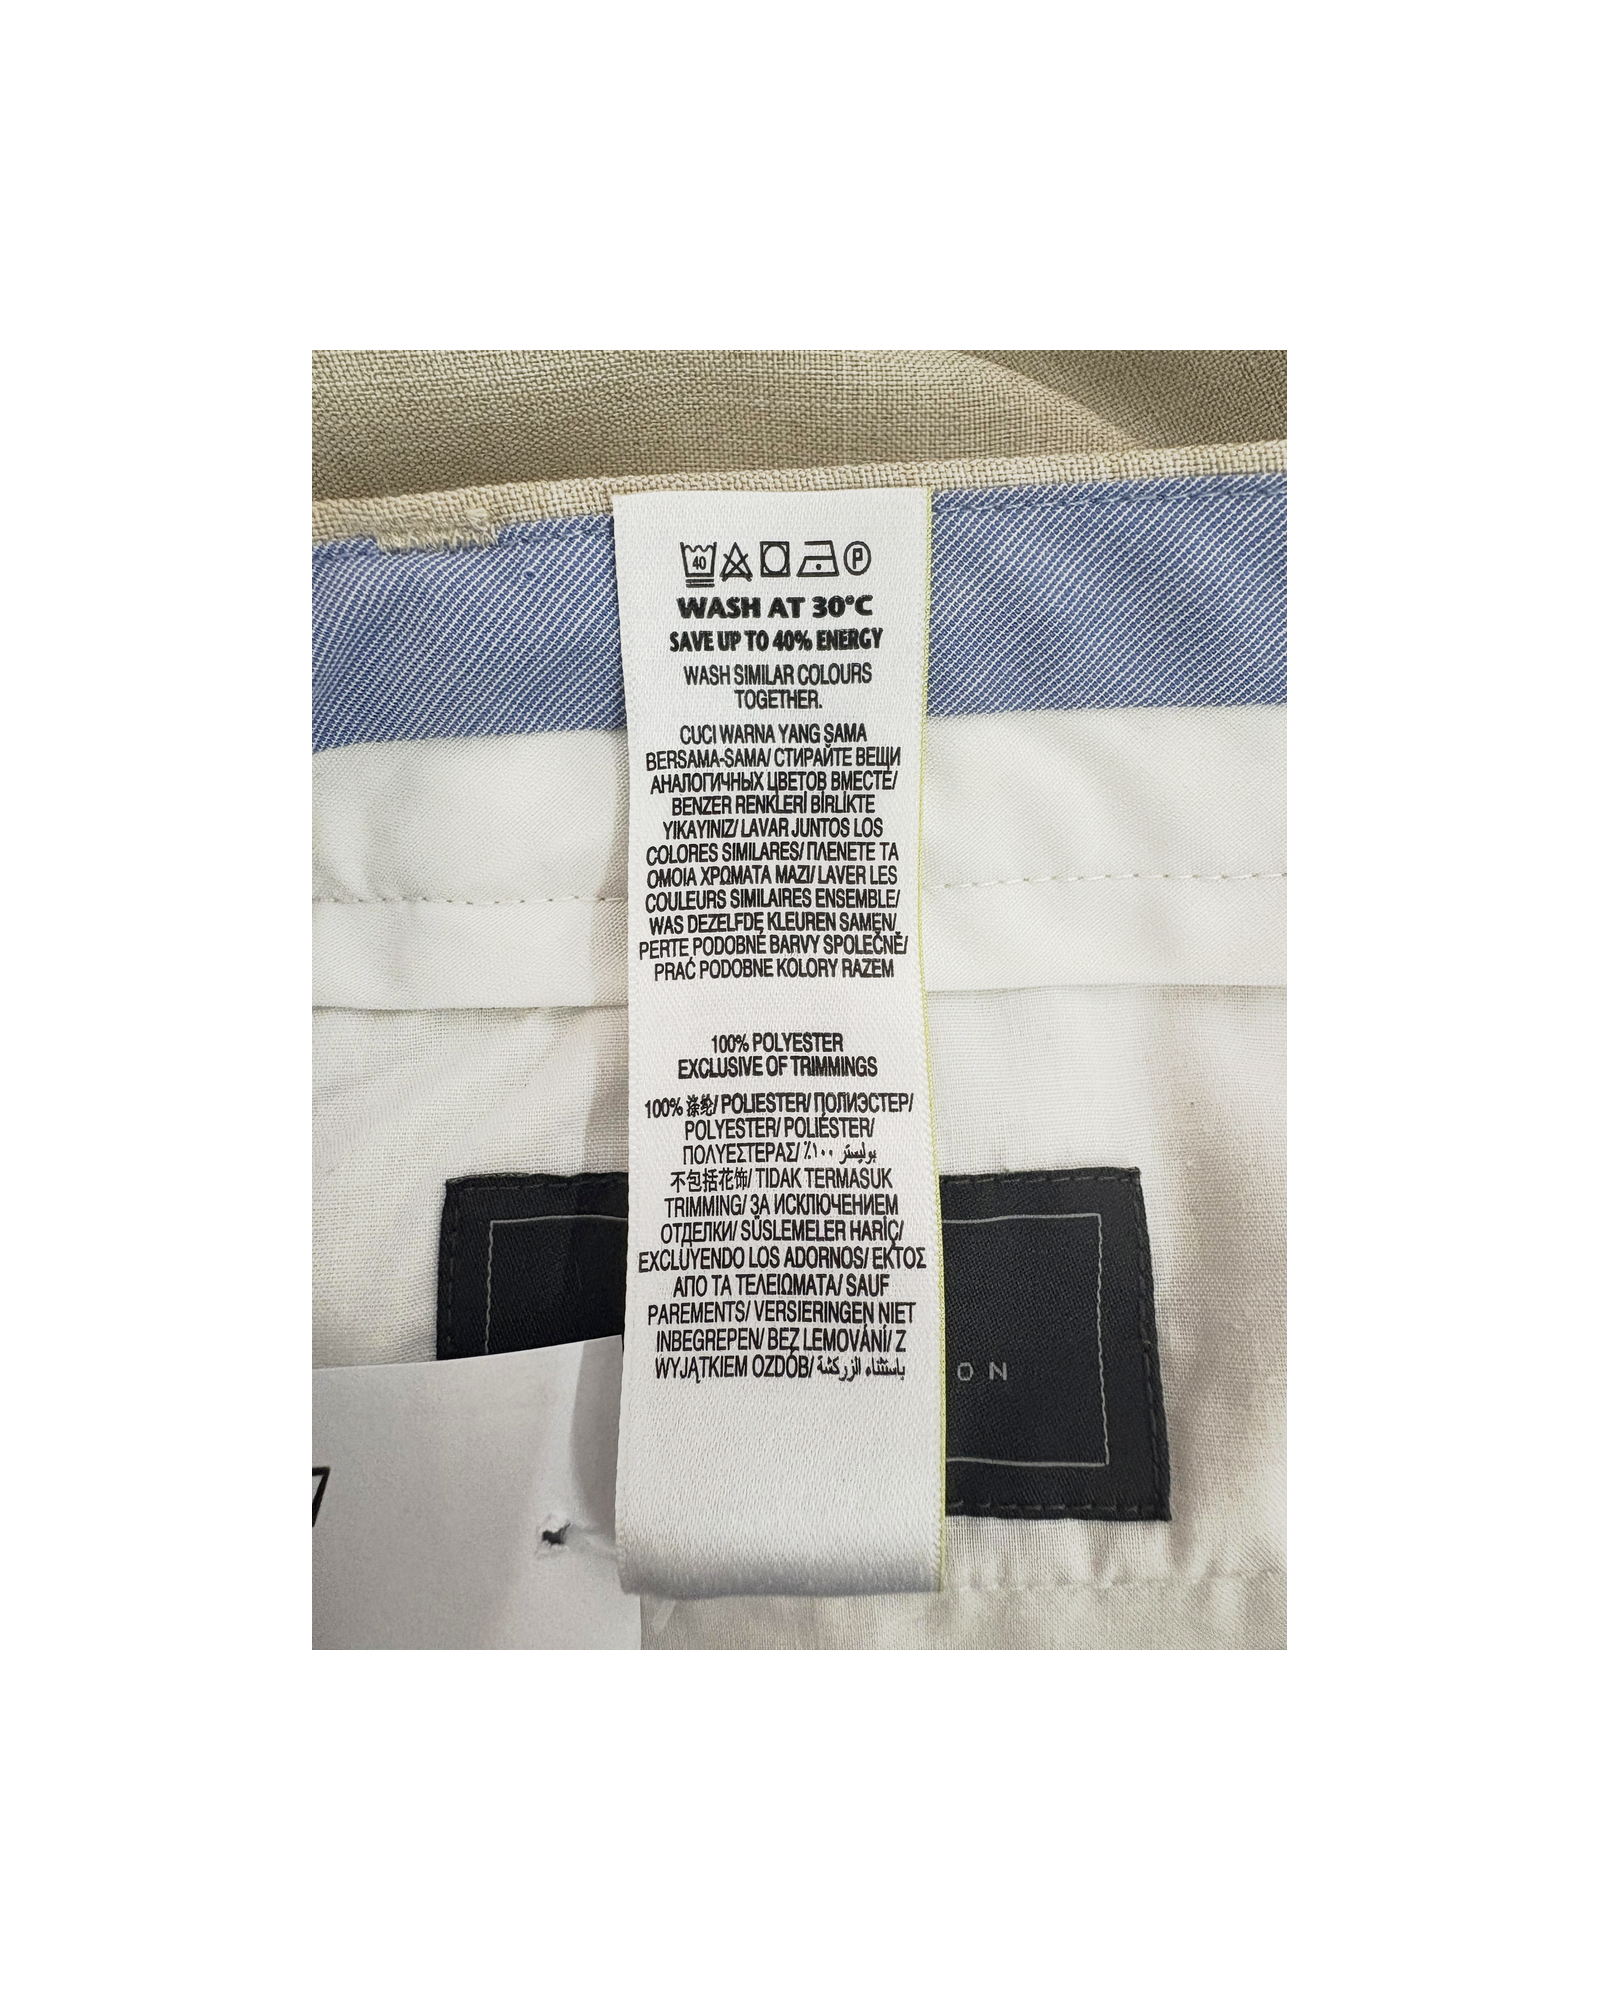 40
P
WASH AT 30°C
SAVE UP TO 40% ENERGY
WASH SIMILAR COLOURS
TOGETHER.
CUCI WARNA YANG SAMA
BERSAMA-SAMA/ СТИРАЙТЕ ВЕЩИ
АНАЛОГИЧНЫХ ЦВЕТОВ ВМЕСТЕ/
BENZER RENKLERİ BİRLİKTE
YIKAYINIZ/ LAVAR JUNTOS LOS
COLORES SIMILARES/ ΠΛΕΝΕΤΕ ΤΑ
ΟΜΟΙΑ ΧΡΩΜΑΤΑ ΜΑΖΙ/ LAVER LES
COULEURS SIMILAIRES ENSEMBLE/
WAS DEZELFDE KLEUREN SAMEN/
PERTE PODOBNÉ BARVY SPOLEČNĚ/
PRAĆ PODOBNE KOLORY RAZEM
100% POLYESTER
EXCLUSIVE OF TRIMMINGS
100% 涤纶/ POLIESTER/ ПОЛИЭСТЕР/
POLYESTER/ POLIÉSTER/
ΠΟΛΥΕΣΤΕΡΑΣ/ ٪١٠٠ بوليستر
不包括花饰/ TIDAK TERMASUK
TRIMMING/ ЗА ИСКЛЮЧЕНИЕМ
ОТДЕЛКИ/ SÜSLEMELER HARİÇ/
EXCLUYENDO LOS ADORNOS/ ΕΚΤΟΣ
ΑΠΟ ΤΑ ΤΕΛΕΙΩΜΑΤΑ/ SAUF
PAREMENTS/ VERSIERINGEN NIET
INBEGREPEN/ BEZ LEMOVÁNÍ/ Z
WYJĄTKIEM OZDÓB/ باستثناء الزركشة
ON